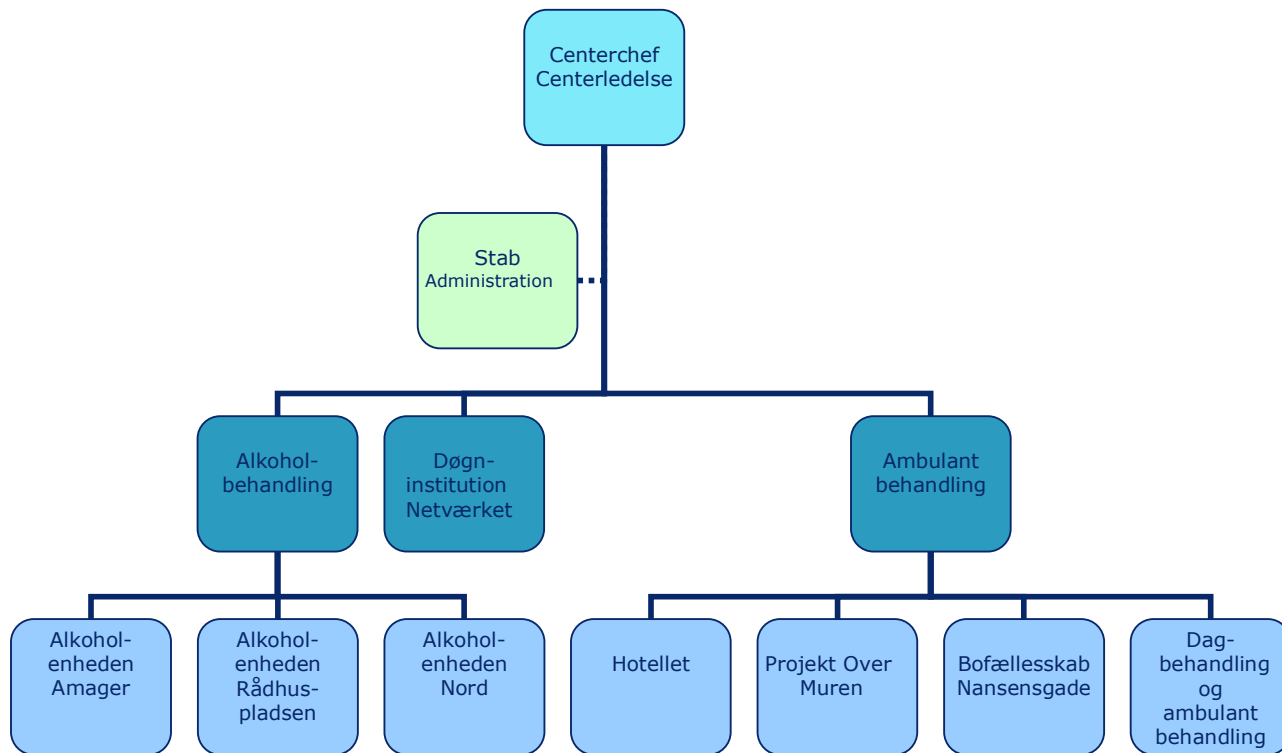 Centerchef
Centerledelse
Stab
Administration
Alkohol-
behandling
Døgn-
institution
Netværket
Ambulant
behandling
Alkohol-
enheden
Amager
Alkohol-
enheden
Rådhus-
pladsen
Alkohol-
enheden
Nord
Hotellet
Projekt Over
Muren
Bofællesskab
Nansensgade
Dag-
behandling
og
ambulant
behandling